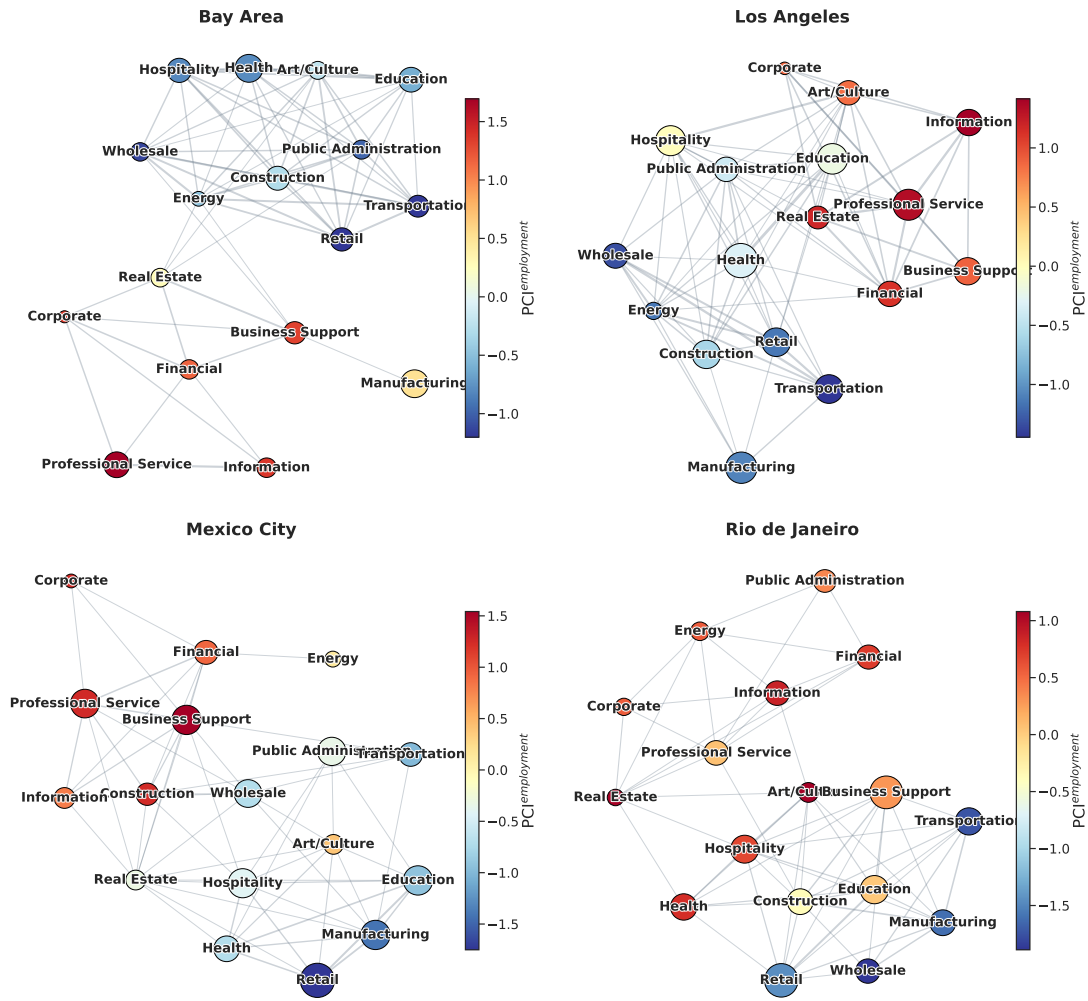 Bay Area
Hospitality
Health
Art/Culture
Education
Wholesale
Public Administration
Construction
Energy
Transportation
Retail
Real Estate
Corporate
Business Support
Financial
Manufacturing
Professional Service
Information
1.5
1.0
0.5
0.0
−0.5
−1.0
PCI^employment
Los Angeles
Corporate
Art/Culture
Information
Hospitality
Education
Public Administration
Professional Service
Real Estate
Wholesale
Health
Business Suppo
Financial
Energy
Retail
Construction
Transportation
Manufacturing
1.0
0.5
0.0
−0.5
−1.0
PCI^employment
Mexico City
Corporate
Financial
Energy
Professional Service
Business Support
Public Administration
Transportation
Information
Construction
Wholesale
Art/Culture
Real Estate
Hospitality
Education
Manufacturing
Health
Retail
1.5
1.0
0.5
0.0
−0.5
−1.0
−1.5
PCI^employment
Rio de Janeiro
Public Administration
Energy
Financial
Information
Corporate
Professional Service
Real Estate
Art/Culture
Business Support
Transportation
Hospitality
Education
Construction
Health
Manufacturing
Wholesale
Retail
1.0
0.5
0.0
−0.5
−1.0
−1.5
PCI^employment